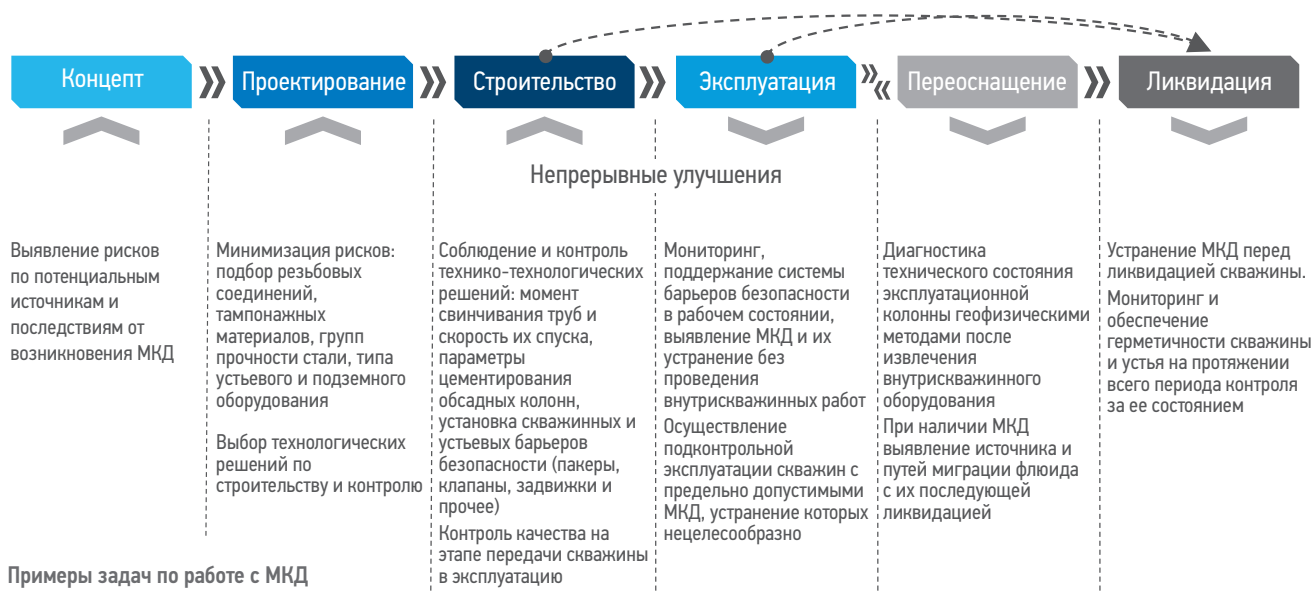 Концепт
Проектирование
Строительство
Эксплуатация
Переоснащение
Ликвидация
Непрерывные улучшения
Выявление рисков
по потенциальным
источникам и
последствиям от
возникновения МКД
Минимизация рисков:
подбор резьбовых
соединений,
тампонажных
материалов, групп
прочности стали, типа
устьевого и подземного
оборудования
Выбор технологических
решений по
строительству и контролю
Соблюдение и контроль
технико-технологических
решений: момент
свинчивания труб и
скорость их спуска,
параметры
цементирования
обсадных колонн,
установка скважинных и
устьевых барьеров
безопасности (пакеры,
клапаны, задвижки и
прочее)
Контроль качества на
этапе передачи скважины
в эксплуатацию
Мониторинг,
поддержание системы
барьеров безопасности
в рабочем состоянии,
выявление МКД и их
устранение без
проведения
внутрискважинных работ
Осуществление
подконтрольной
эксплуатации скважин с
предельно допустимыми
МКД, устранение которых
нецелесообразно
Диагностика
технического состояния
эксплуатационной
колонны геофизическими
методами после
извлечения
внутрискважинного
оборудования
При наличии МКД
выявление источника и
путей миграции флюида
с их последующей
ликвидацией
Устранение МКД перед
ликвидацией скважины.
Мониторинг и
обеспечение
герметичности скважины
и устья на протяжении
всего периода контроля
за ее состоянием
Примеры задач по работе с МКД